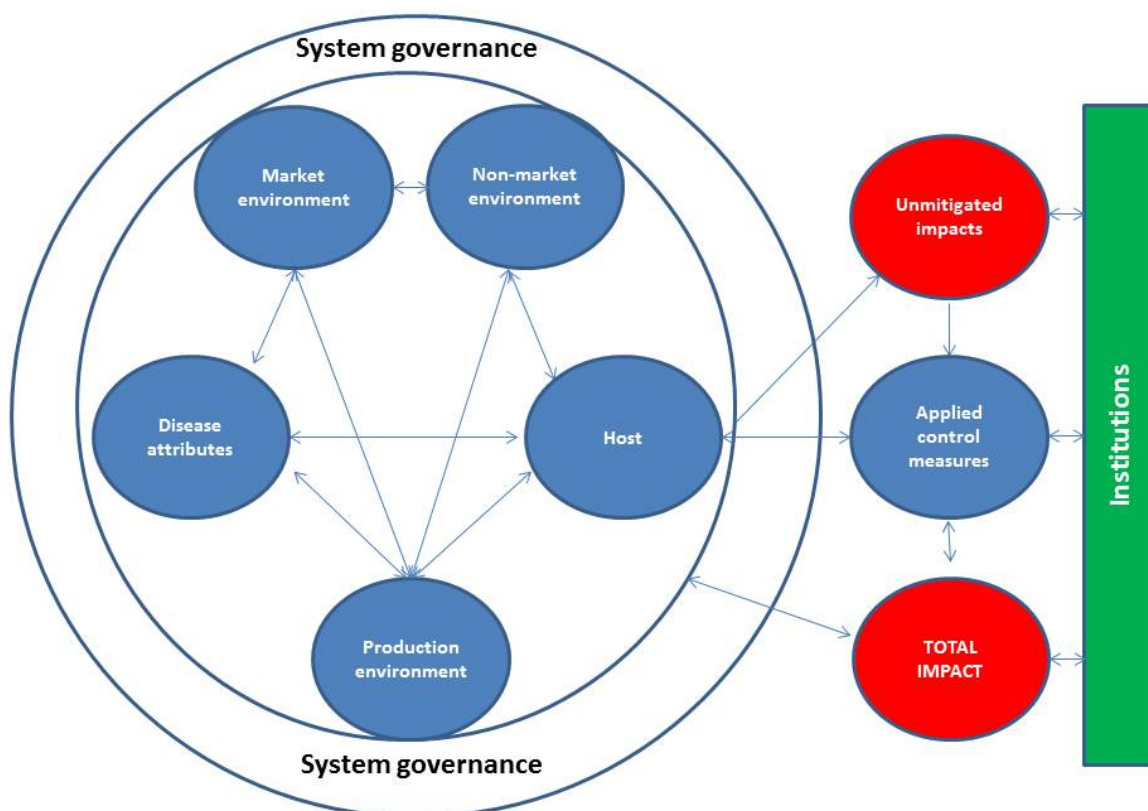 System governance
Market
environment
Non-market
environment
Unmitigated
impacts
Disease
attributes
Host
Applied
control
measures
Institutions
Production
environment
TOTAL
IMPACT
System governance